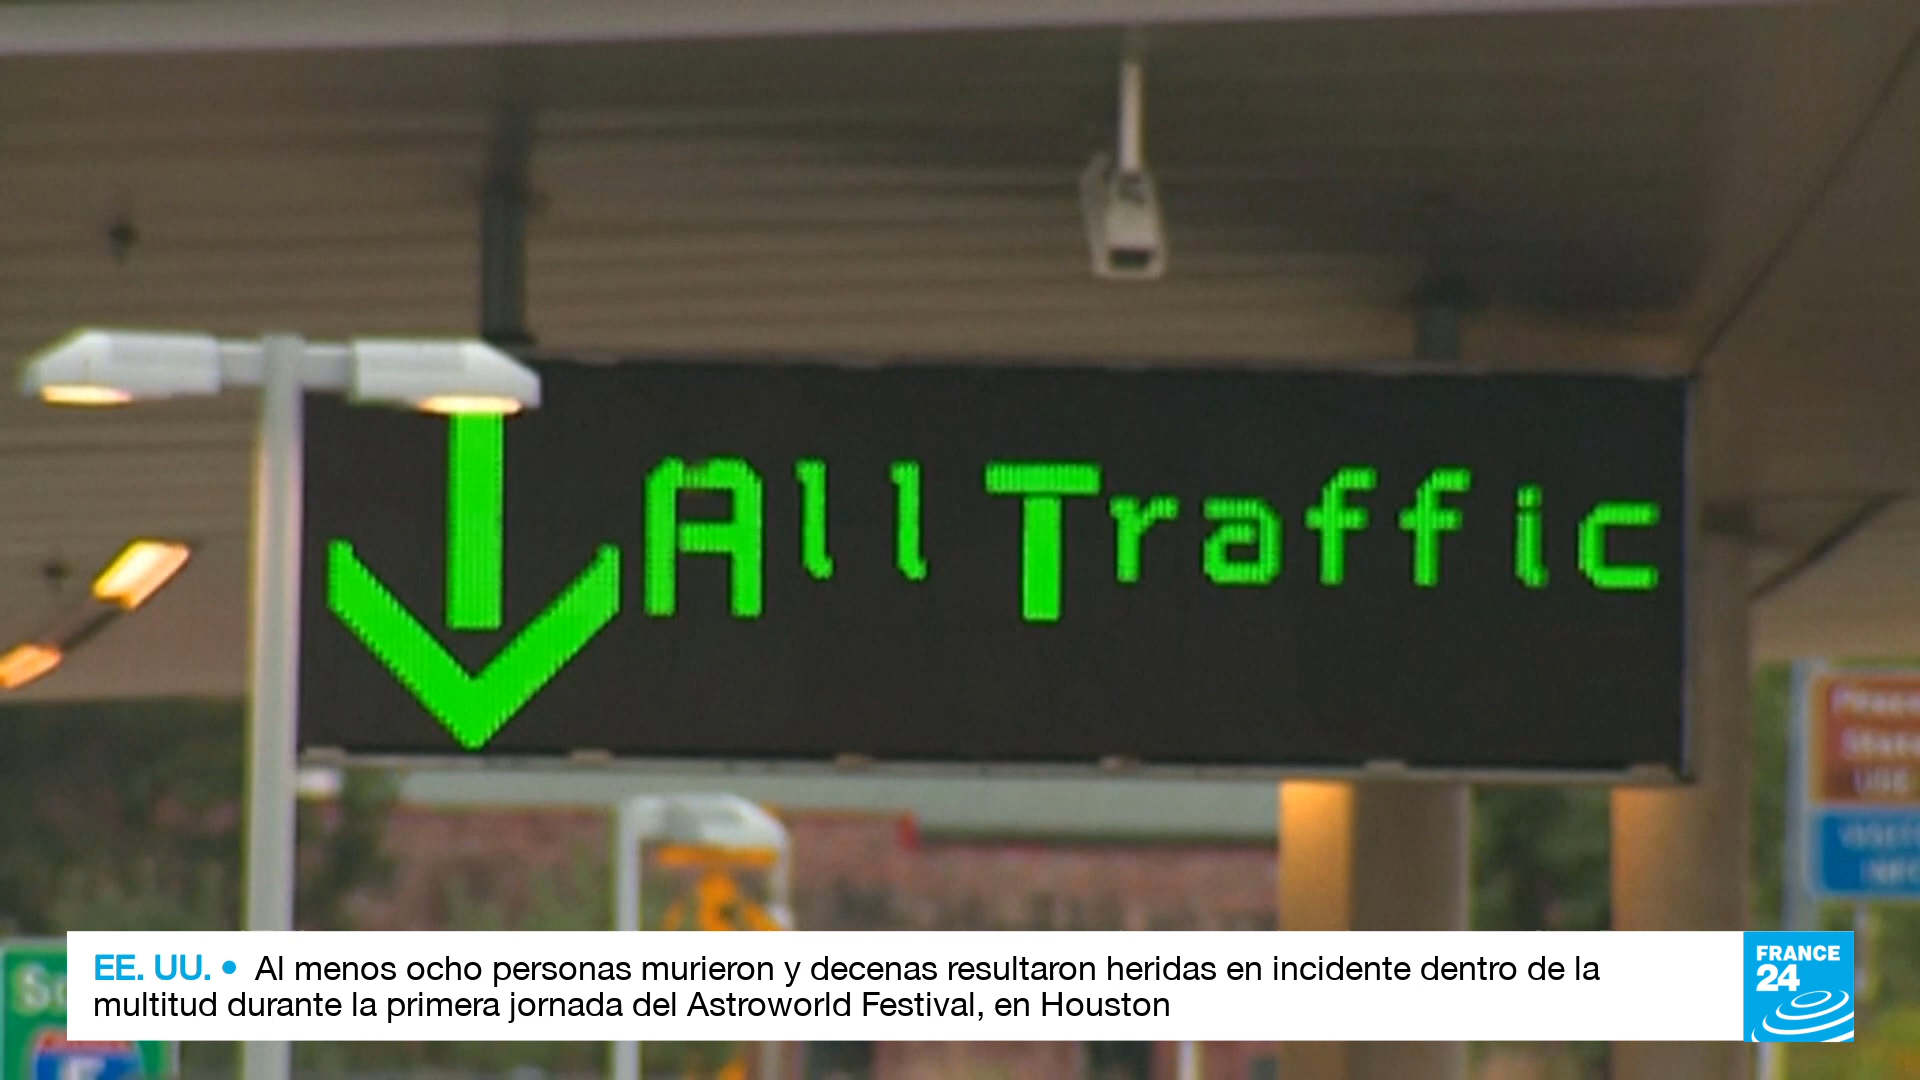 All Traffic
EE. UU. • Al menos ocho personas murieron y decenas resultaron heridas en incidente dentro de la
multitud durante la primera jornada del Astroworld Festival, en Houston
FRANCE
24